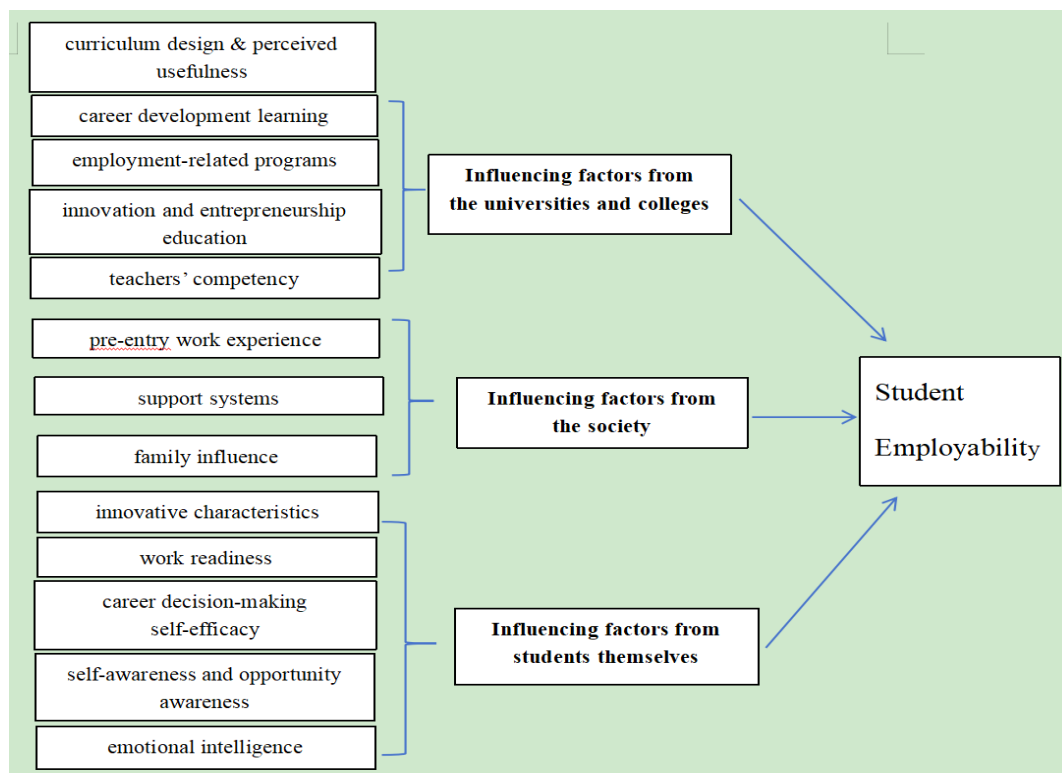 curriculum design & perceived
usefulness
career development learning
employment-related programs
innovation and entrepreneurship
education
teachers’ competency
Influencing factors from
the universities and colleges
pre-entry work experience
support systems
family influence
Influencing factors from
the society
innovative characteristics
work readiness
career decision-making
self-efficacy
self-awareness and opportunity
awareness
emotional intelligence
Influencing factors from
students themselves
Student
Employability